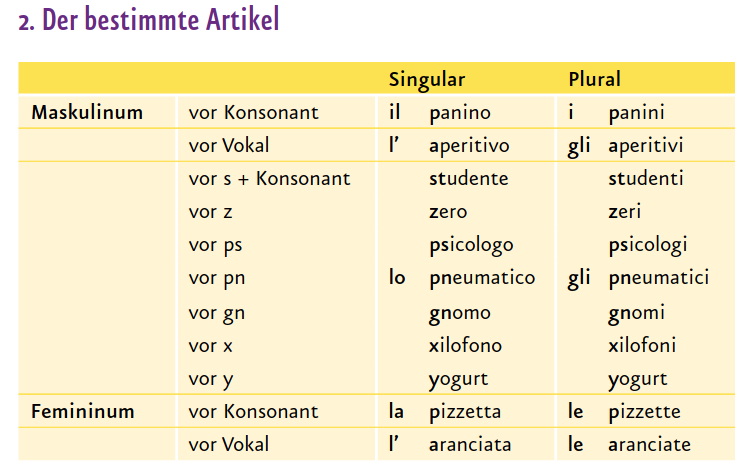 2. Der bestimmte Artikel
Singular Plural
Maskulinum vor Konsonant il panino i panini
vor Vokal l’ aperitivo gli aperitivi
vor s + Konsonant studente studenti
vor z zero zeri
vor ps psicologo psicologi
vor pn lo pneumatico gli pneumatici
vor gn gnomo gnomi
vor x xilofono xilofoni
vor y yogurt yogurt
Femininum vor Konsonant la pizzetta le pizzette
vor Vokal l’ aranciata le aranciate